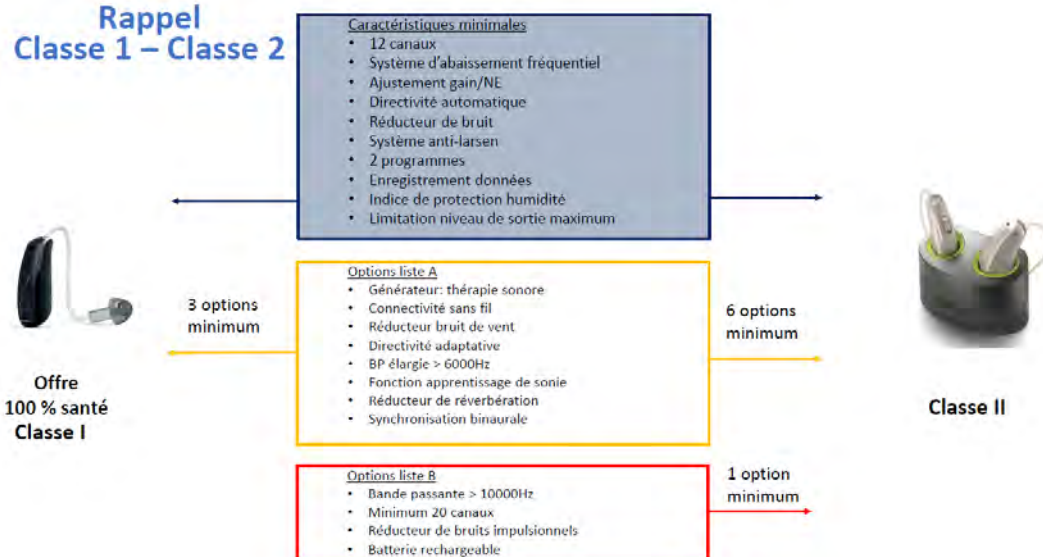 Rappel
Classe 1 – Classe 2
Caractéristiques minimales
• 12 canaux
• Système d'abaissement fréquentiel
• Ajustement gain/NE
• Directivité automatique
• Réducteur de bruit
• Système anti-larsen
• 2 programmes
• Enregistrement données
• Indice de protection humidité
• Limitation niveau de sortie maximum
Options liste A
• Générateur: thérapie sonore
• Connectivité sans fil
• Réducteur bruit de vent
• Directivité adaptative
• BP élargie > 6000Hz
• Fonction apprentissage de sonie
• Réducteur de réverbération
• Synchronisation binaurale
3 options
minimum
6 options
minimum
Offre
100 % santé
Classe I
Classe II
Options liste B
• Bande passante > 10000Hz
• Minimum 20 canaux
• Réducteur de bruits impulsionnels
• Batterie rechargeable
1 option
minimum